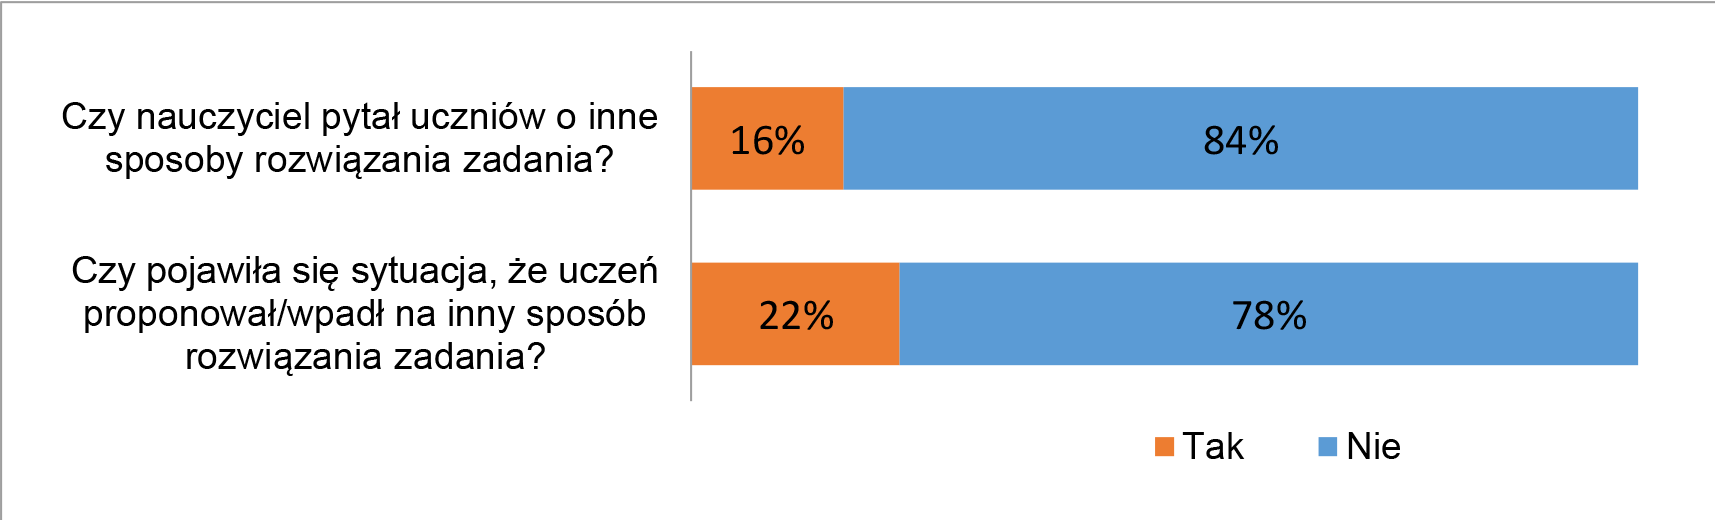 Czy nauczyciel pytał uczniów o inne
sposoby rozwiązania zadania?
16%
84%
Czy pojawiła się sytuacja, że uczeń
proponował/wpadł na inny sposób
rozwiązania zadania?
22%
78%
Tak
Nie